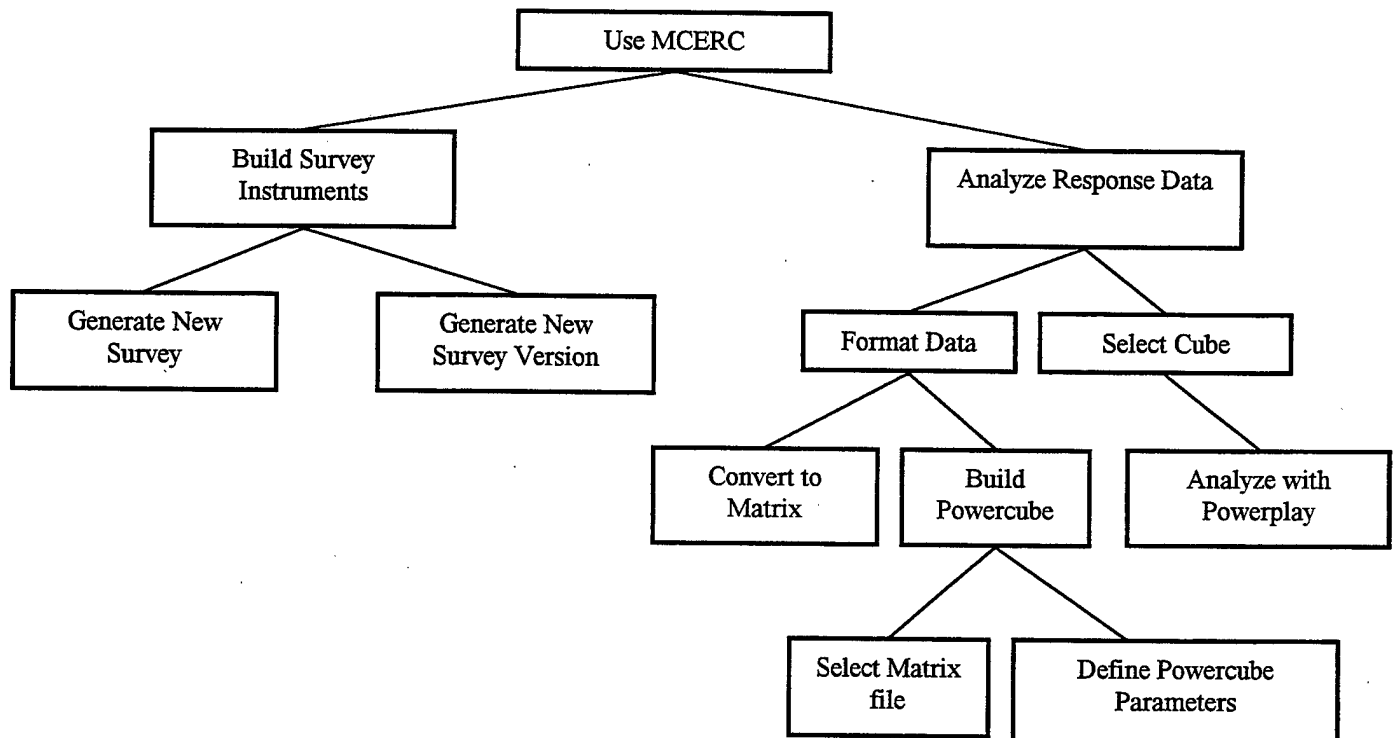 Use MCERC
Build Survey
Instruments
Analyze Response Data
Generate New
Survey
Generate New
Survey Version
Format Data
Select Cube
Convert to
Matrix
Build
Powercube
Analyze with
Powerplay
Select Matrix
file
Define Powercube
Parameters